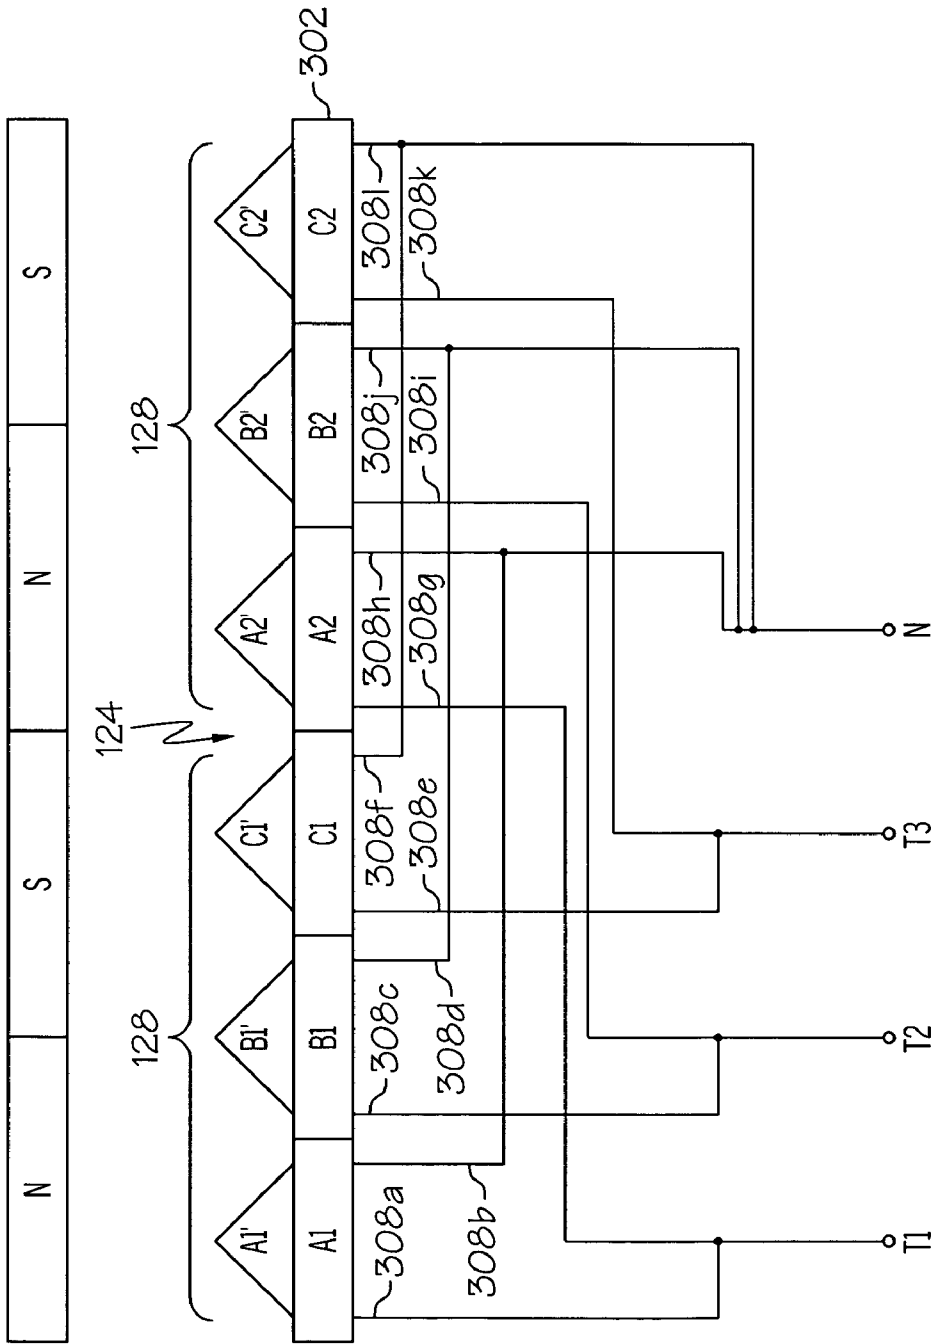 N S N S
124
128 128
A1' B1' C1' A2' B2' C2'
A1 B1 C1 A2 B2 C2
302
308a
308b
308c
308d
308e
308f
308g
308h
308i
308j
308k
308l
T1 T2 T3 N